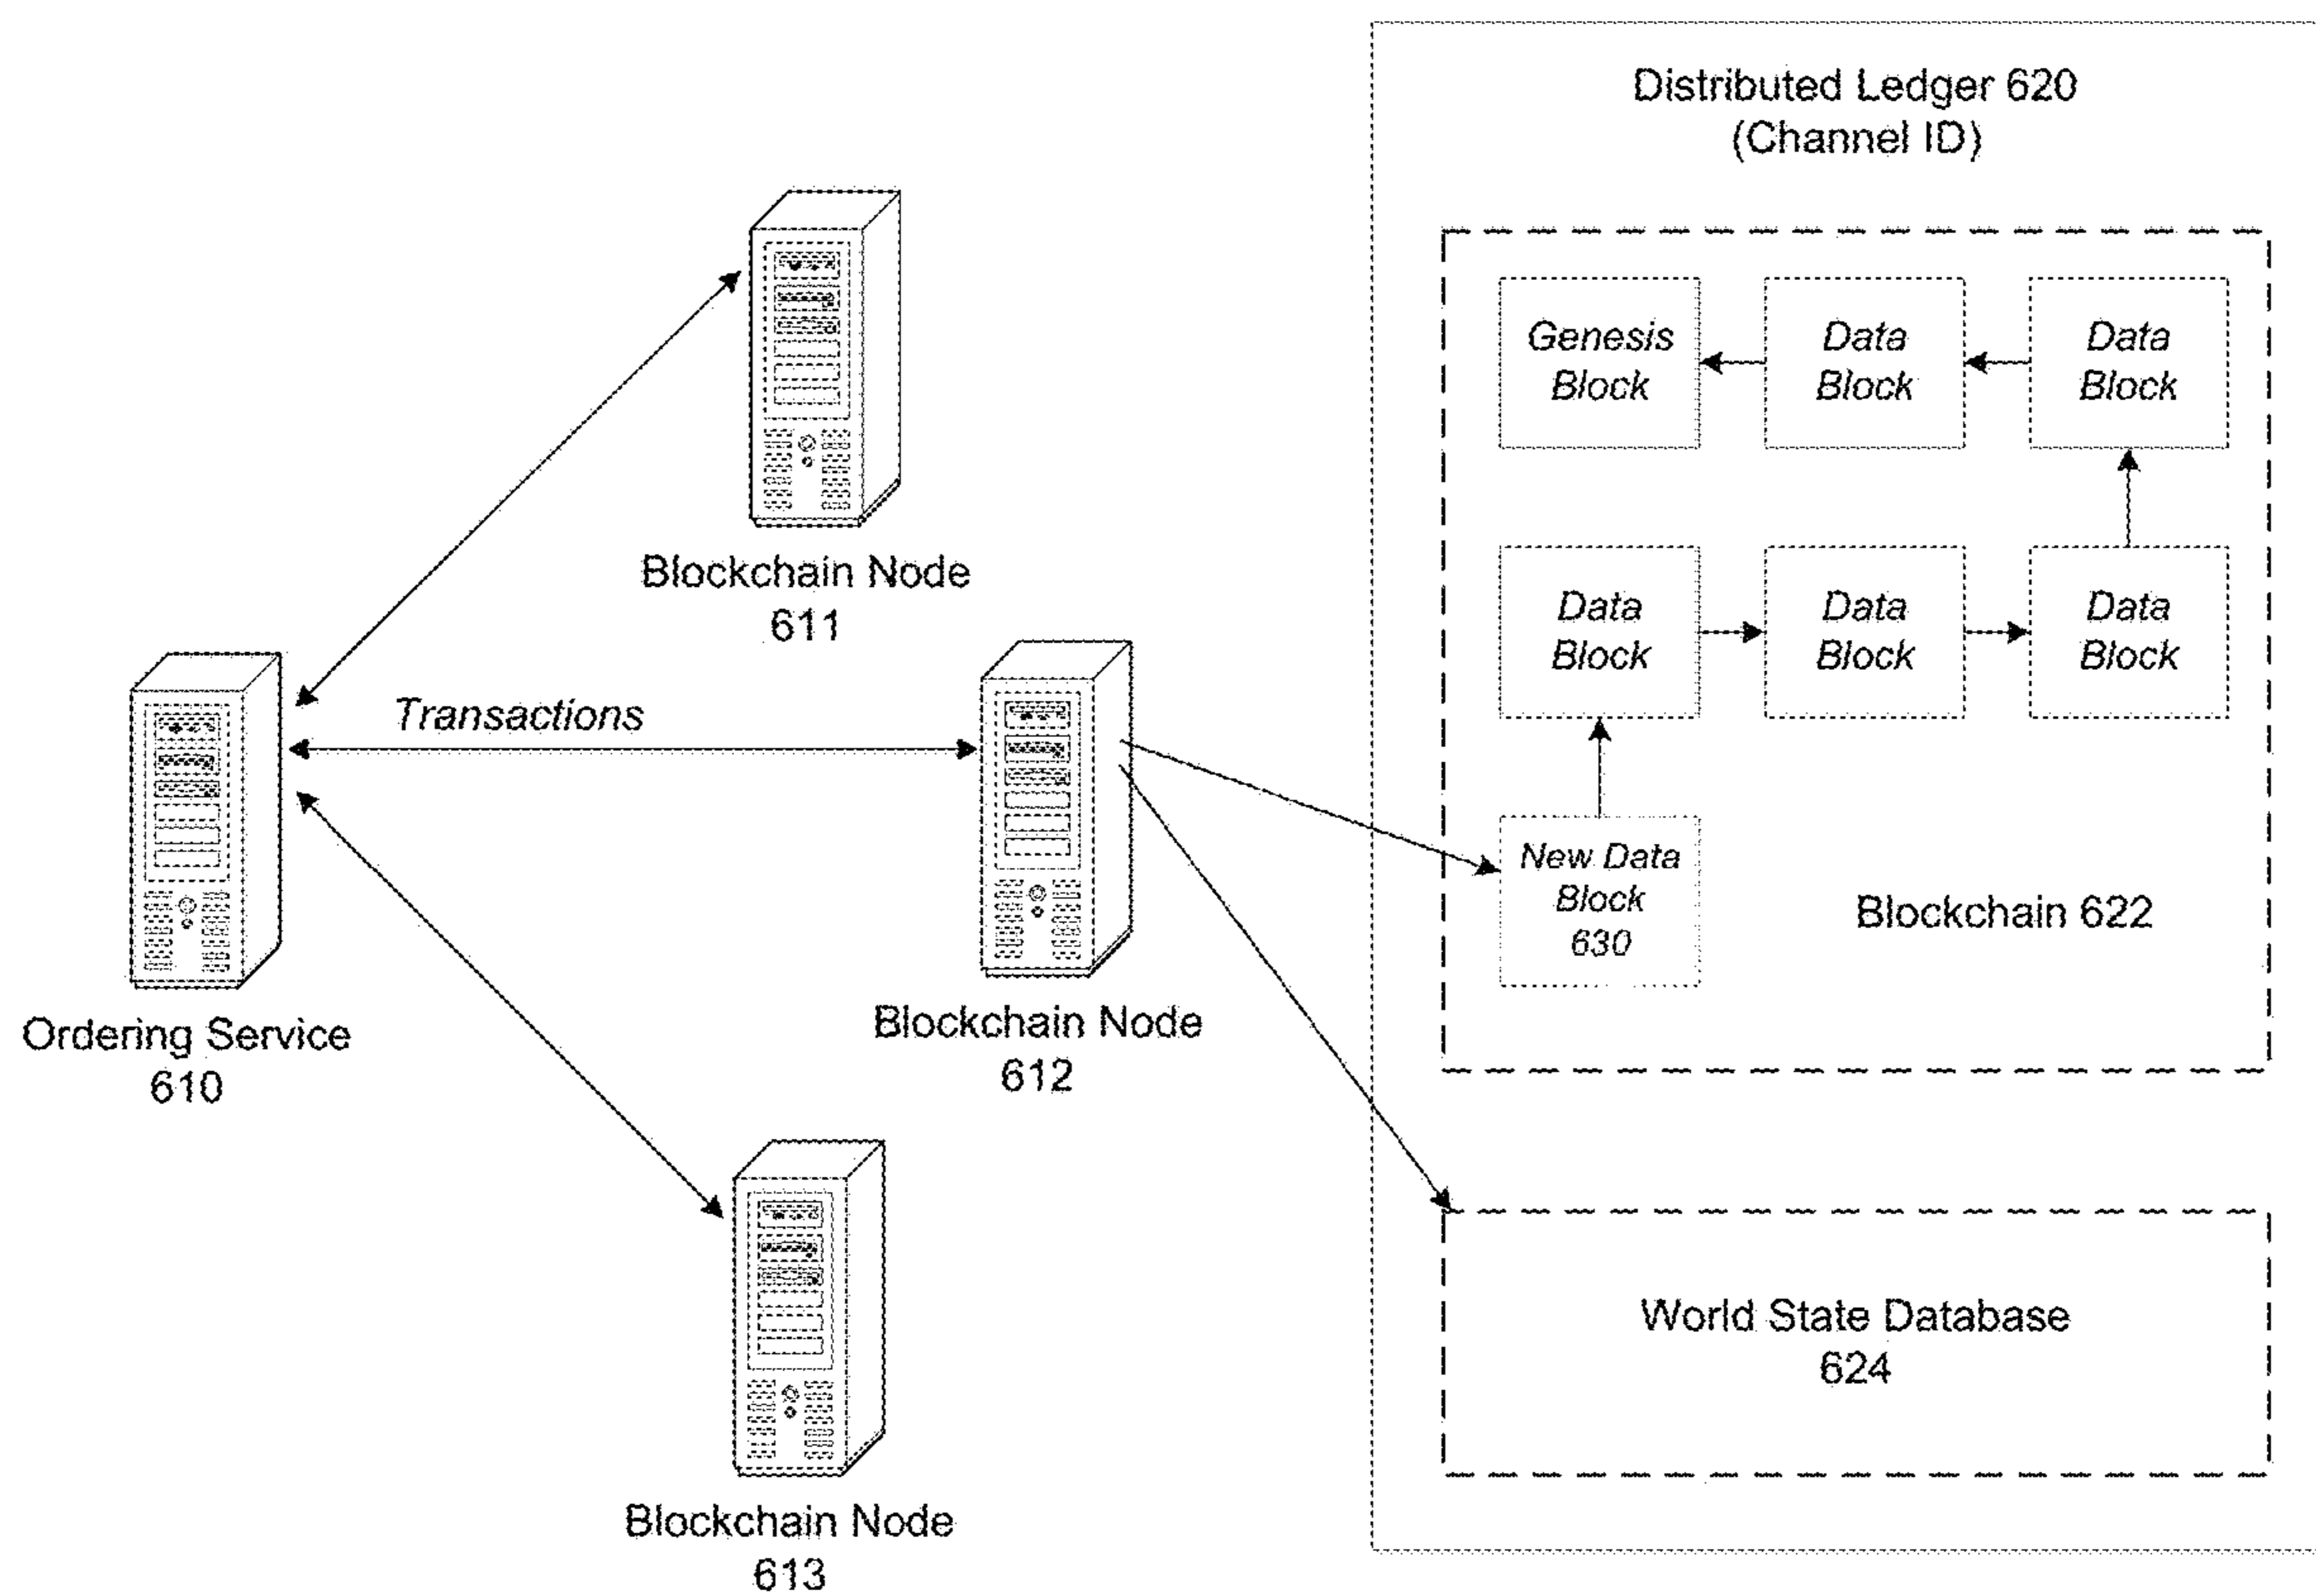 Distributed Ledger 620
(Channel ID)
Genesis
Block
Data
Block
Data
Block
Blockchain Node
611
Data
Block
Data
Block
Data
Block
Transactions
New Data
Block
630
Blockchain 622
Ordering Service
610
Blockchain Node
612
World State Database
624
Blockchain Node
613